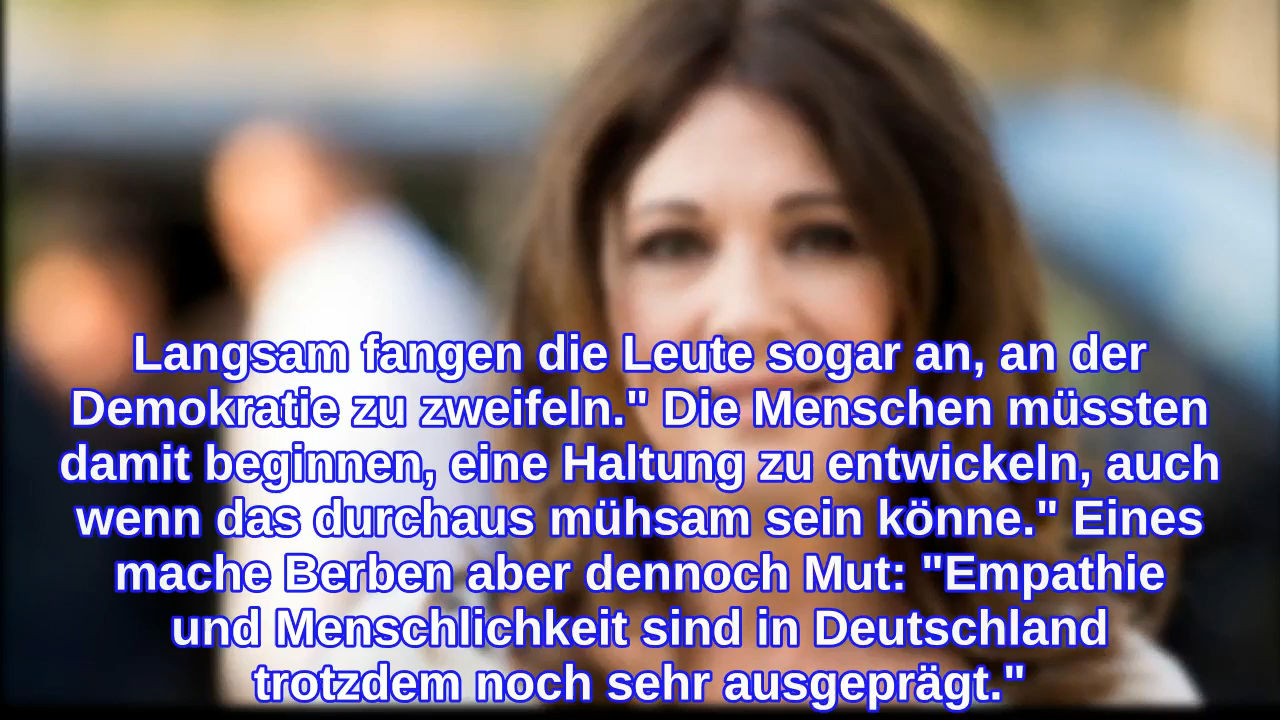 Langsam fangen die Leute sogar an, an der
Demokratie zu zweifeln." Die Menschen müssten
damit beginnen, eine Haltung zu entwickeln, auch
wenn das durchaus mühsam sein könne." Eines
mache Berben aber dennoch Mut: "Empathie
und Menschlichkeit sind in Deutschland
trotzdem noch sehr ausgeprägt."